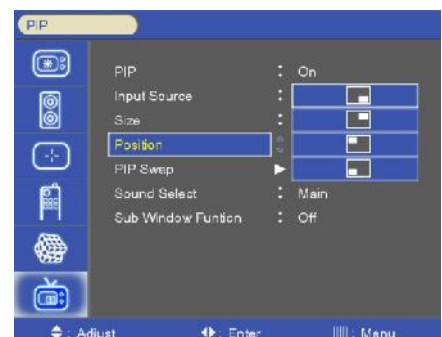 PIP
PIP : On
Input Source :
Size :
Position
PIP Swap
Sound Select : Main
Sub Window Funtion : Off
: Adjust : Enter : Menu